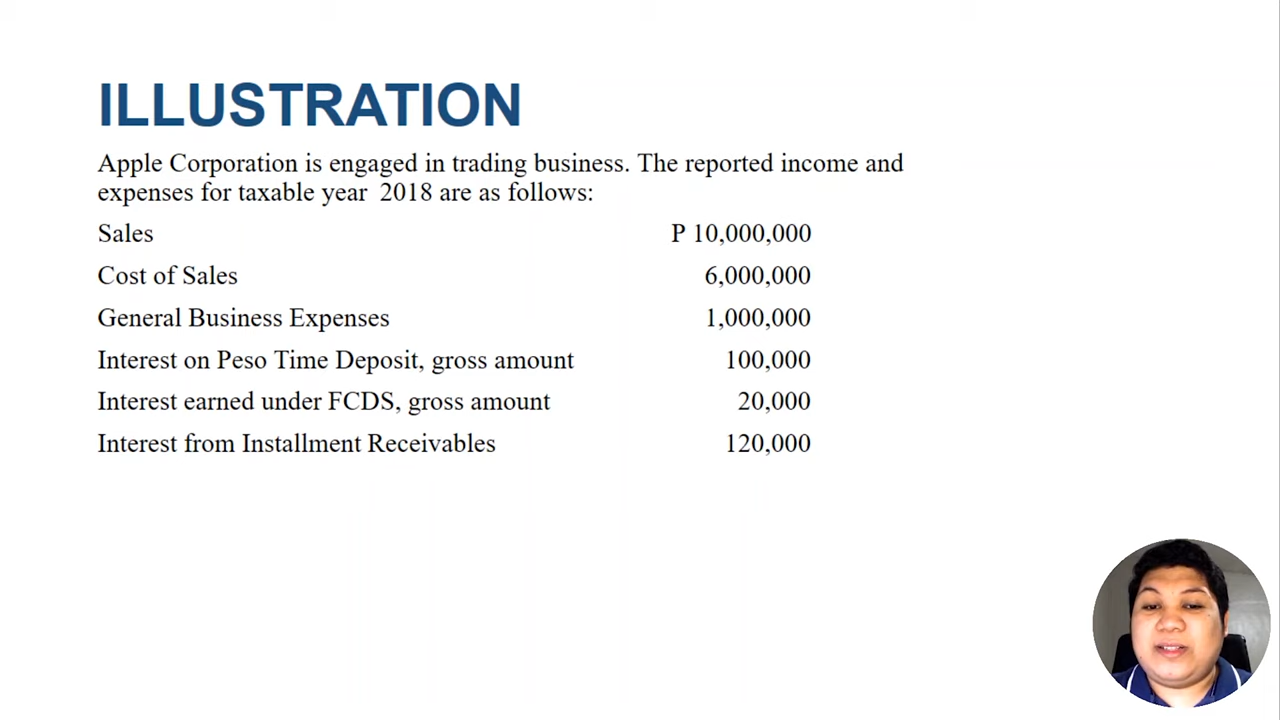 ILLUSTRATION
Apple Corporation is engaged in trading business. The reported income and
expenses for taxable year 2018 are as follows:
Sales P 10,000,000
Cost of Sales 6,000,000
General Business Expenses 1,000,000
Interest on Peso Time Deposit, gross amount 100,000
Interest earned under FCDS, gross amount 20,000
Interest from Installment Receivables 120,000